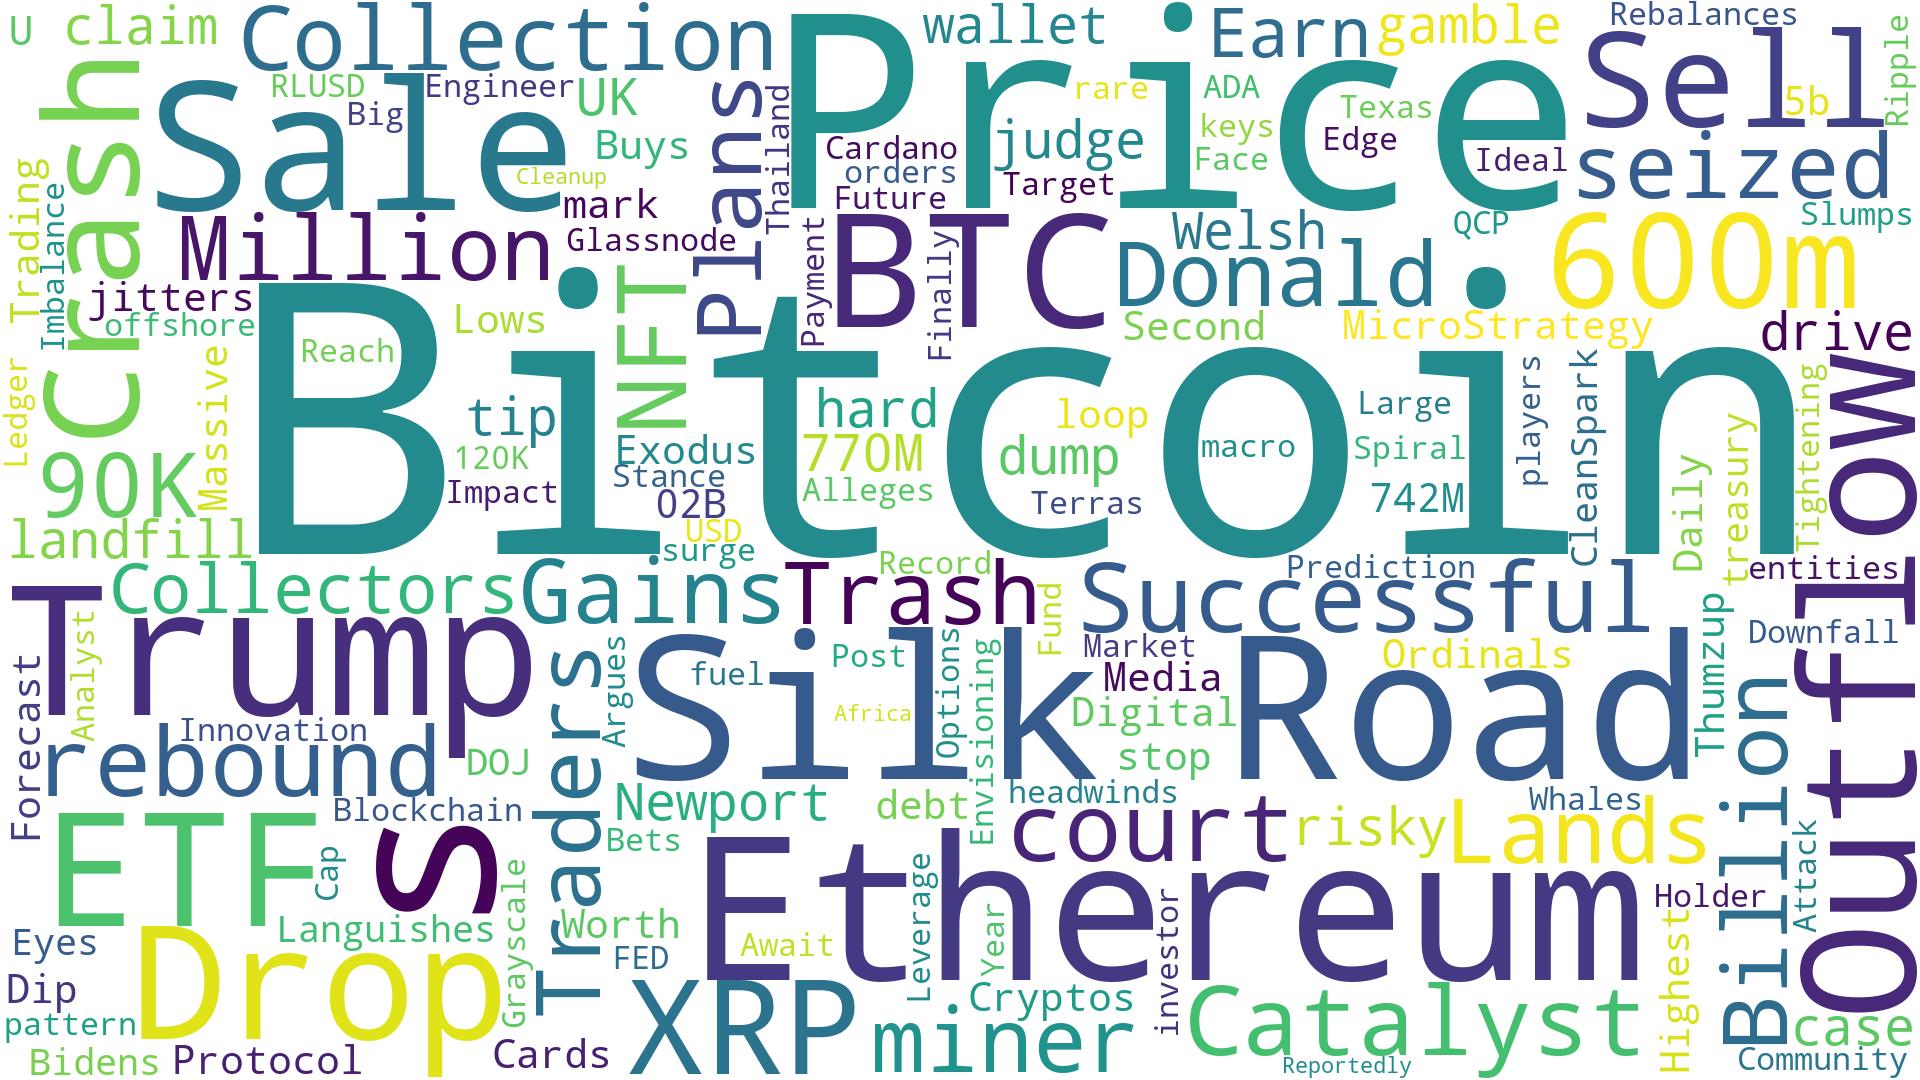 U
claim
Collection
Price
wallet
Earn
gamble
Rebalances
Sell
Ripple
crash
Sale
RLUSD
Big
Engineer
UK
Buys
Plans
Thailand
rare
ADA
Texas
5b
keys
judge
Edge
Face
Ideal
seized
Cardano
orders
Target
Future
Cleanup
mark
Trading
Imbalance
Million
Glassnode
BTC
Payment
Finally
Welsh
Donald
QCP
600m
Slumps
jitters
offshore
Lows
NFT
Second
MicroStrategy
drive
Bitcoin
Reach
Ledger
Massive
tip
hard
loop
Large
players
CleanSpark
Outflow
90K
120K
Exodus
770M
dump
macro
Spiral
Daily
treasury
Tightening
Impact
Stance
02B
Alleges
Terras
742M
landfill
USD
surge
Record
Prediction
entities
Trump
Collectors
Gains
Trash
Fund
Successful
Thumzup
Downfall
Analyst
Forecast
Traders
Argues
Silk
Road
fuel
Post
Options
Envisioning
Market
Media
Ordinals
Digital
Africa
Innovation
rebound
DOJ
stop
Billion
Blockchain
Newport
debt
headwinds
Whales
ETF
Cap
s
Bets
court
risky
Lands
Attack
Ethereum
Holder
Languishes
Grayscale
Worth
Await
Leverage
Year
investor
Highest
Eyes
Drop
FED
Dip
XRP
Cryptos
Catalyst
pattern
miner
case
Bidens
Protocol
Cards
Reportedly
Community